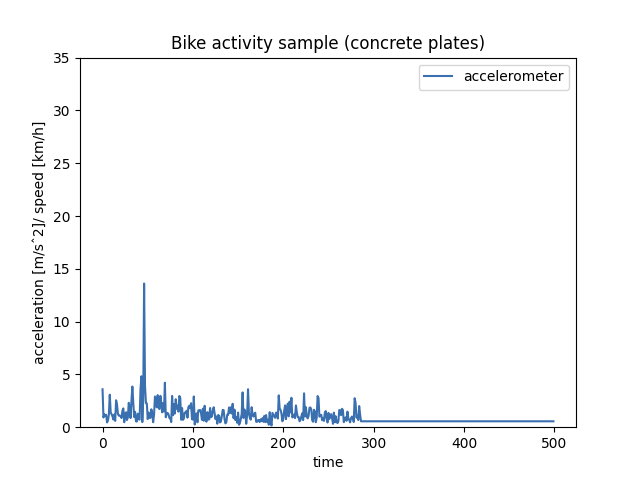 Bike activity sample (concrete plates)
35
30
25
20
15
10
5
0
acceleration [m/sˆ2]/ speed [km/h]
accelerometer
0 100 200 300 400 500
time